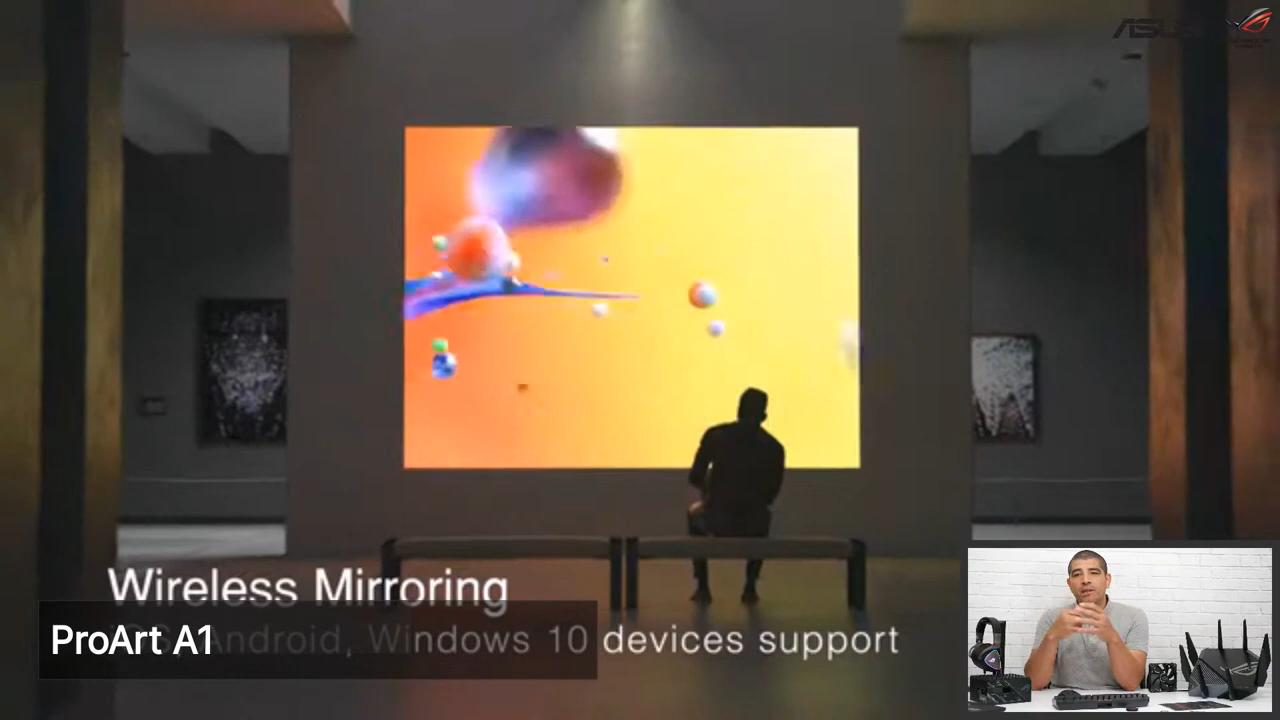 ASUS
Wireless Mirroring
ProArt A1
Android, Windows 10 devices support